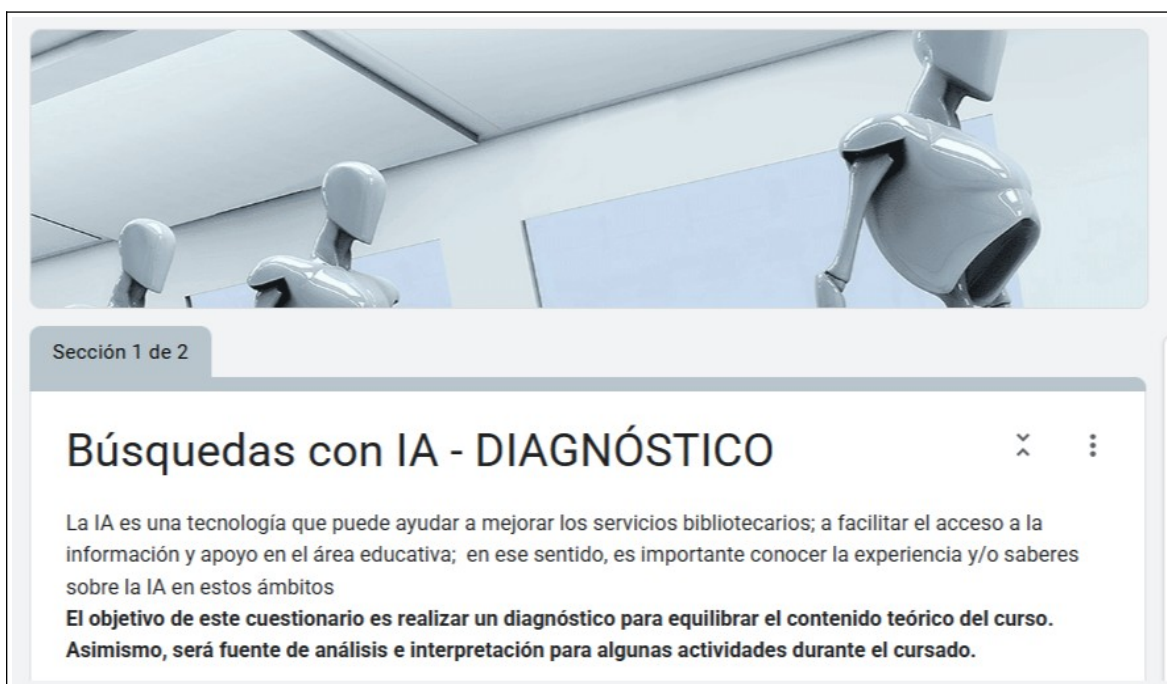 Sección 1 de 2
Búsquedas con IA - DIAGNÓSTICO
La IA es una tecnología que puede ayudar a mejorar los servicios bibliotecarios; a facilitar el acceso a la
información y apoyo en el área educativa;  en ese sentido, es importante conocer la experiencia y/o saberes
sobre la IA en estos ámbitos
El objetivo de este cuestionario es realizar un diagnóstico para equilibrar el contenido teórico del curso.
Asimismo, será fuente de análisis e interpretación para algunas actividades durante el cursado.